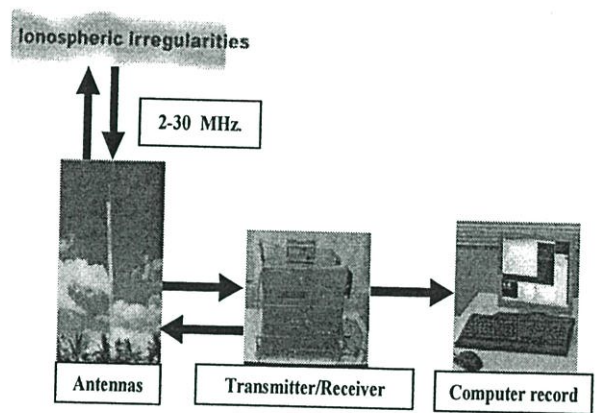 Ionospheric Irregularities
2-30 MHz.
Antennas
Transmitter/Receiver
Computer record